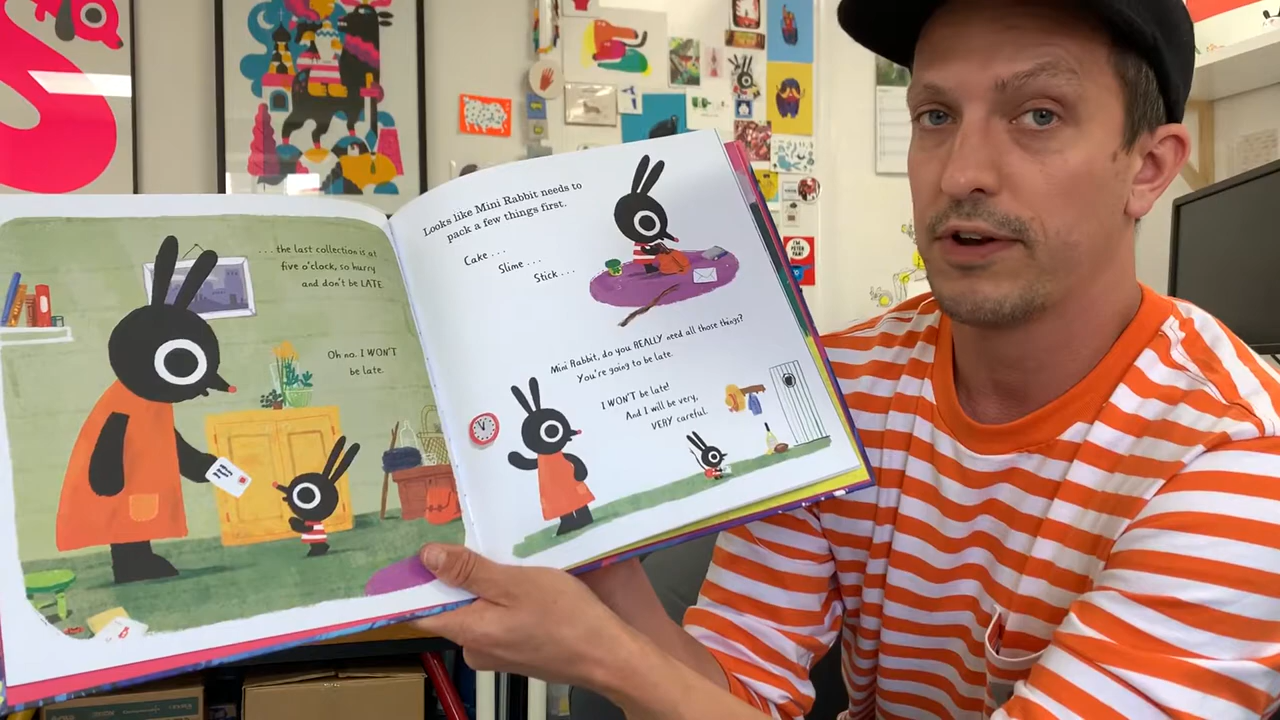 . . . the last collection is at
five o'clock, so hurry
and don't be LATE.
Oh no. I WON'T
be late.
Looks like Mini Rabbit needs to
pack a few things first.
Cake . . .
Slime . . .
Stick . . .
Mini Rabbit, do you REALLY need all those things?
You're going to be late.
I WON'T be late!
And I will be very,
VERY careful.